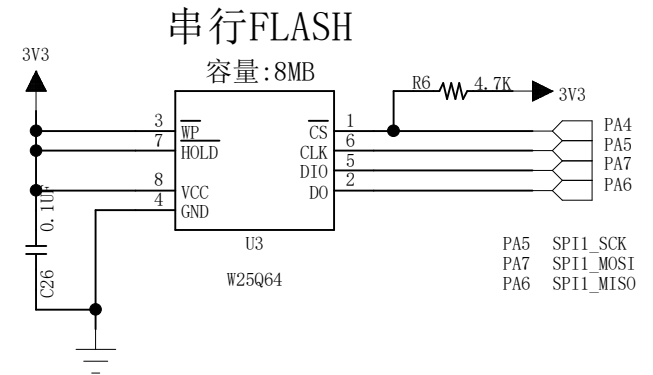 串行FLASH
容量:8MB
3V3
R6 4.7K
3V3
3 WP CS 1 PA4
7 HOLD CLK 6 PA5
DIO 5 PA7
8 VCC DO 2 PA6
4 GND
0.1UF
C26
U3
W25Q64
PA5 SPI1_SCK
PA7 SPI1_MOSI
PA6 SPI1_MISO